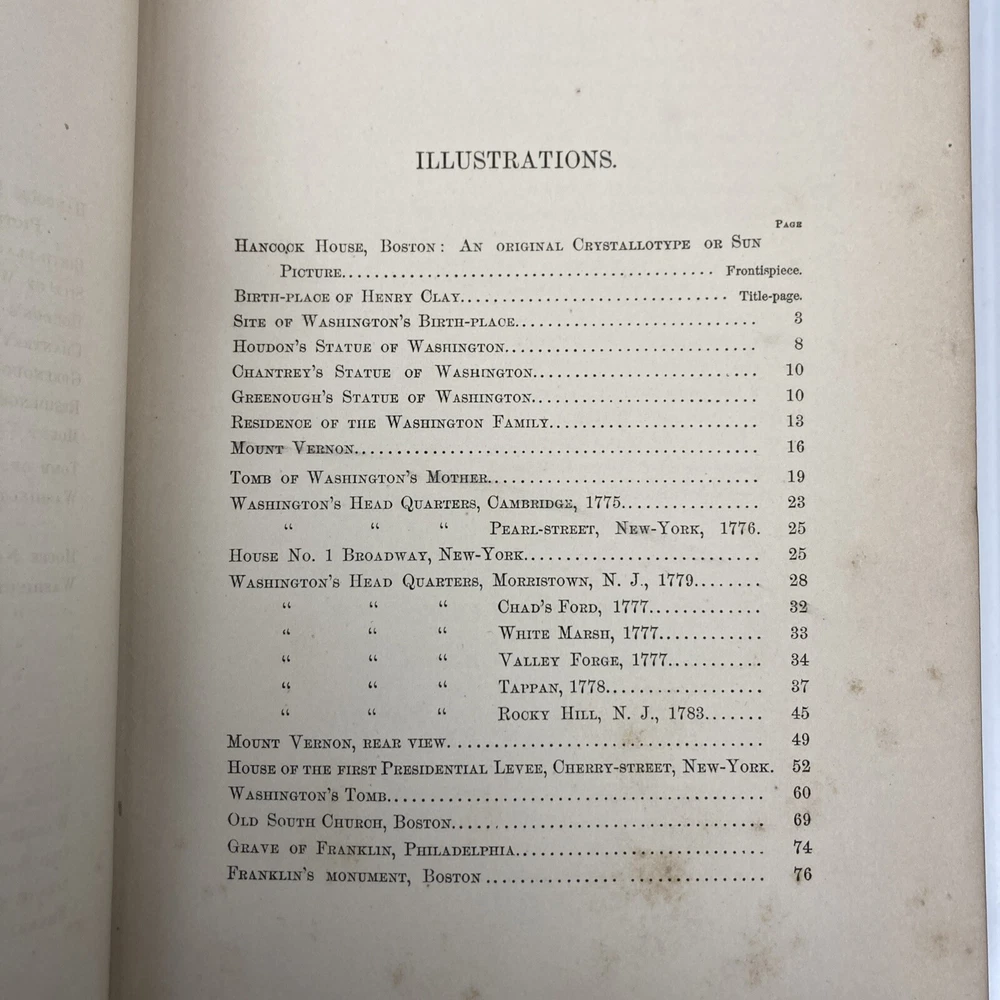 ILLUSTRATIONS.
PAGE
HANCOCK HOUSE, BOSTON: AN ORIGINAL CRYSTALLOTYPE OR SUN
PICTURE........................................ Frontispiece.
BIRTH-PLACE OF HENRY CLAY............................. Title-page.
SITE OF WASHINGTON'S BIRTH-PLACE.......................... 3
HOUDON'S STATUE OF WASHINGTON........................... 8
CHANTREY'S STATUE OF WASHINGTON........................ 10
GREENOUGH'S STATUE OF WASHINGTON........................ 10
RESIDENCE OF THE WASHINGTON FAMILY...................... 13
MOUNT VERNON........................................... 16
TOMB OF WASHINGTON'S MOTHER............................. 19
WASHINGTON'S HEAD QUARTERS, CAMBRIDGE, 1775............... 23
“ “ “ PEARL-STREET, NEW-YORK, 1776. 25
HOUSE NO. 1 BROADWAY, NEW-YORK.......................... 25
WASHINGTON'S HEAD QUARTERS, MORRISTOWN, N. J., 1779........ 28
“ “ “ CHAD'S FORD, 1777............ 32
“ “ “ WHITE MARSH, 1777........... 33
“ “ “ VALLEY FORGE, 1777.......... 34
“ “ “ TAPPAN, 1778................. 37
“ “ “ ROCKY HILL, N. J., 1783....... 45
MOUNT VERNON, REAR VIEW. ................................ 49
HOUSE OF THE FIRST PRESIDENTIAL LEVEE, CHERRY-STREET, NEW-YORK. 52
WASHINGTON'S TOMB....................................... 60
OLD SOUTH CHURCH, BOSTON................................. 69
GRAVE OF FRANKLIN, PHILADELPHIA.......................... 74
FRANKLIN'S MONUMENT, BOSTON ............................. 76